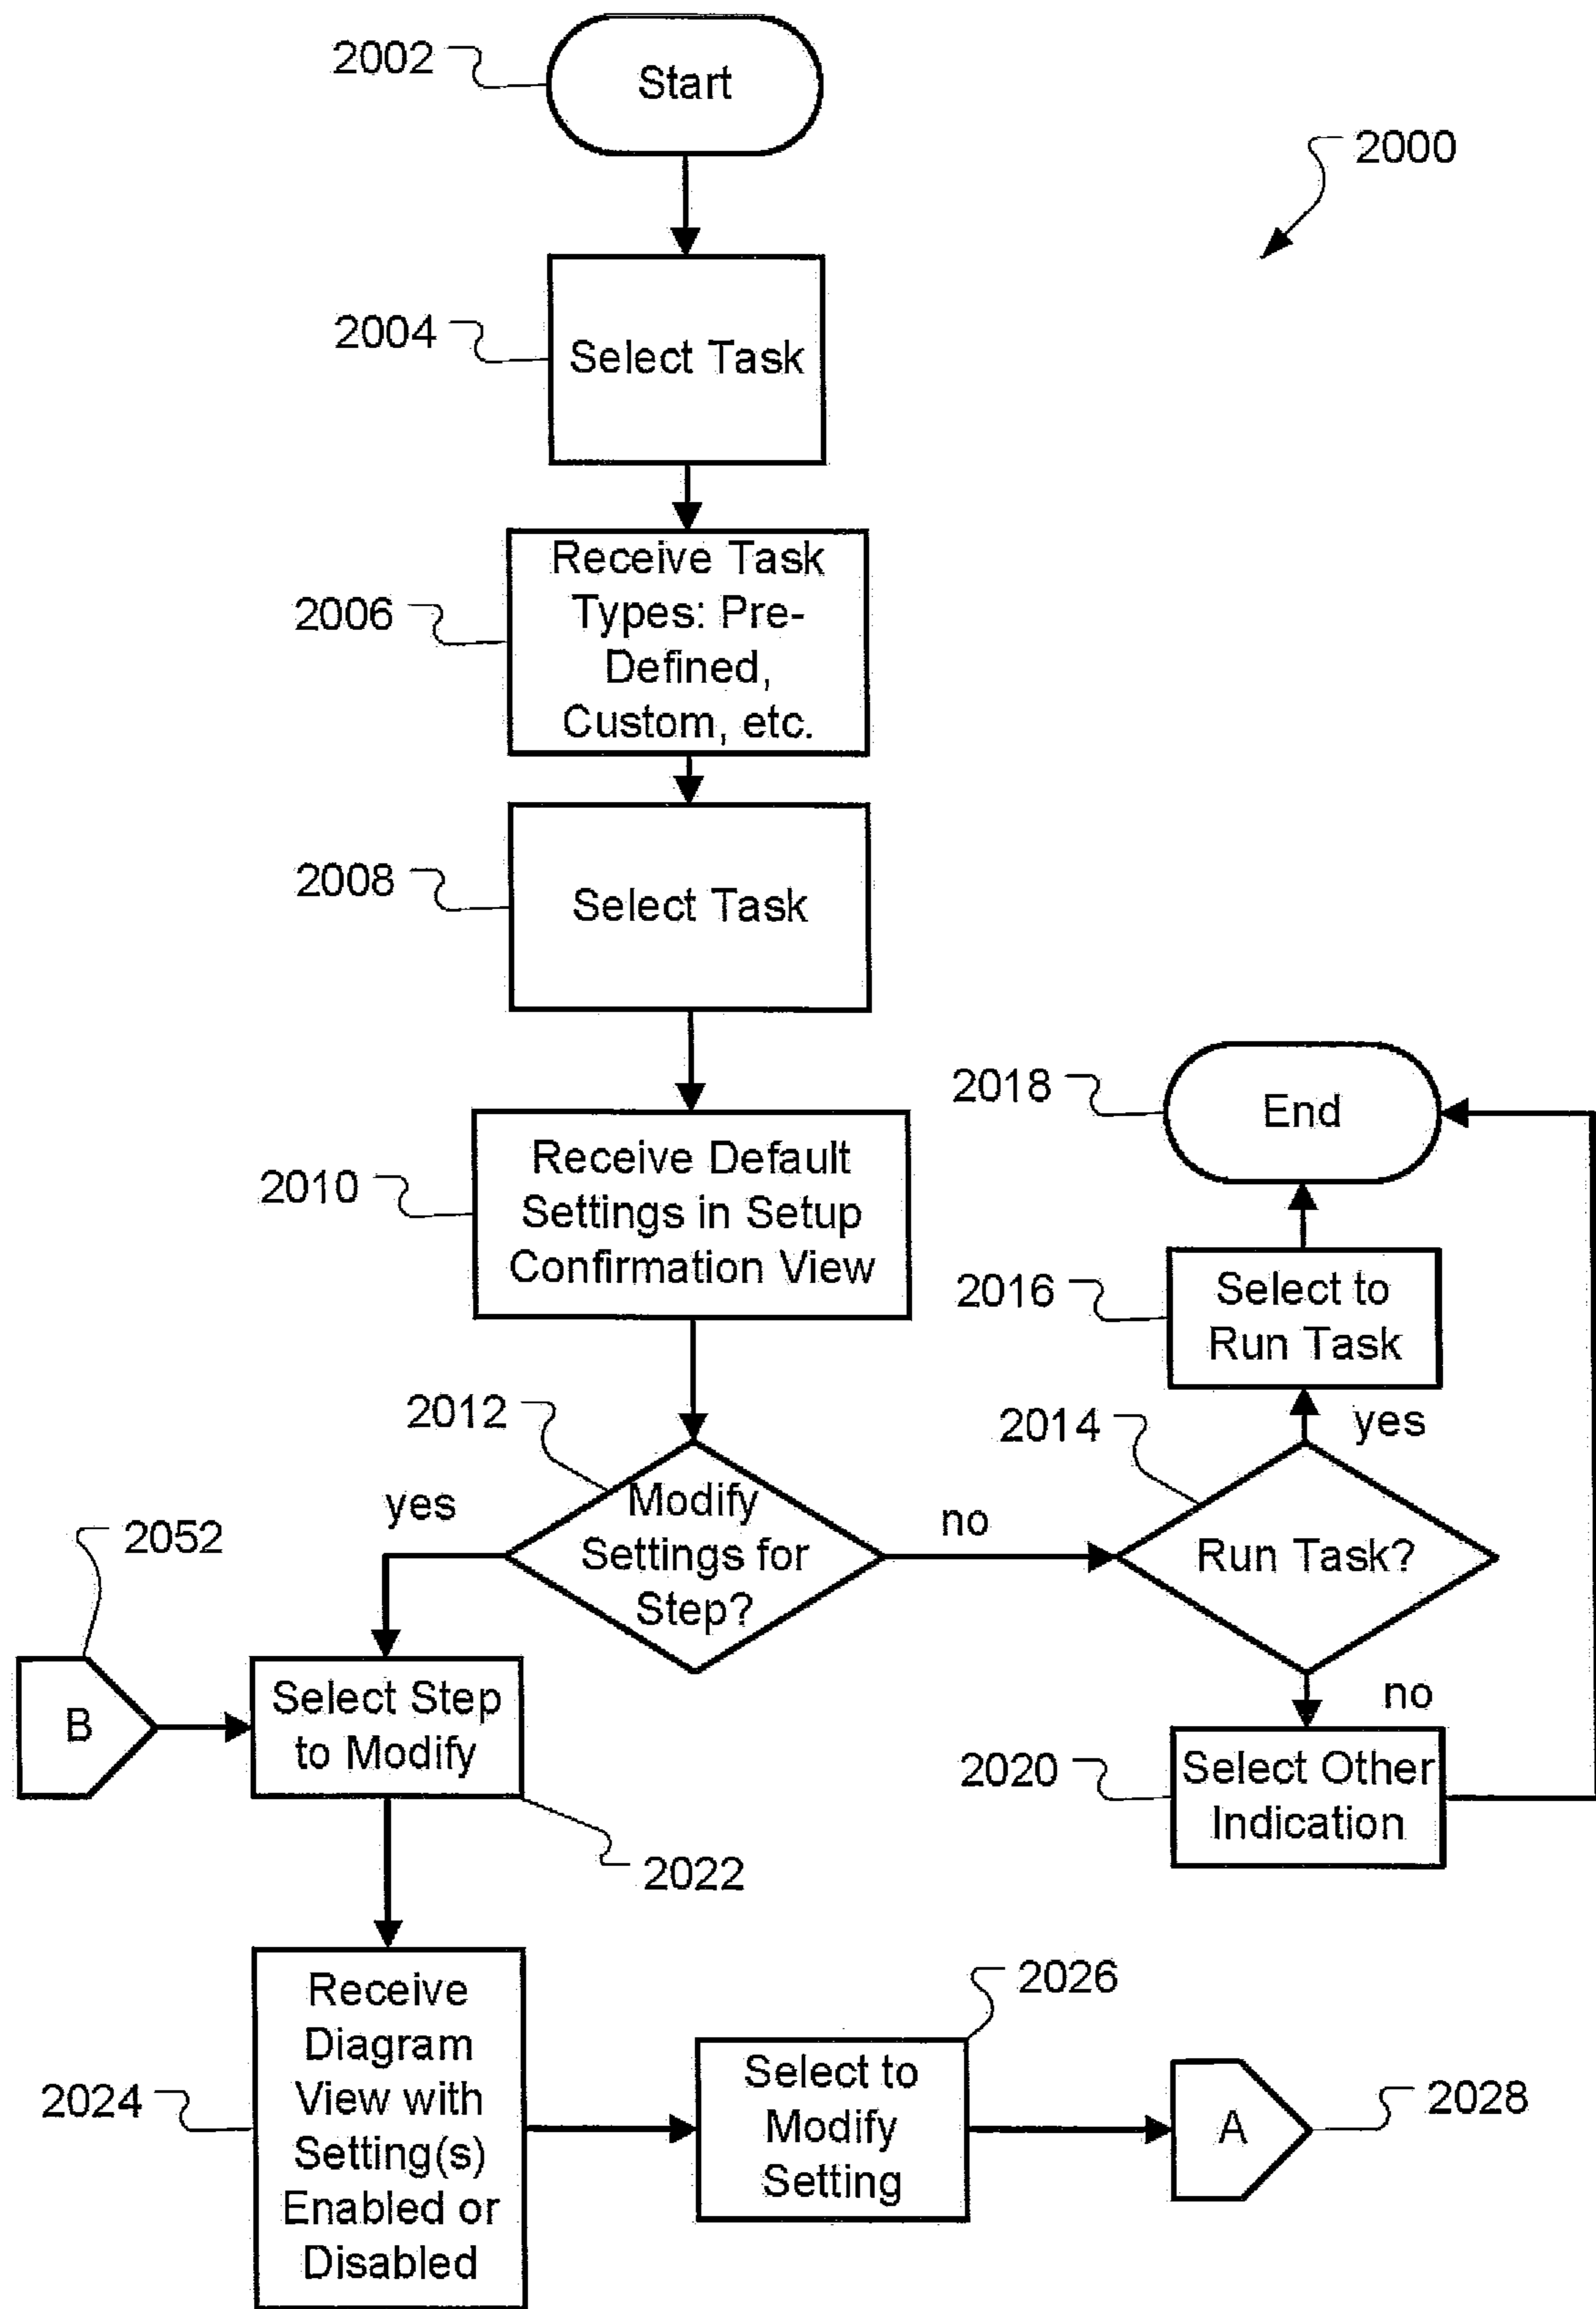 2002
Start
2000
2004
Select Task
2006
Receive Task
Types: Pre-
Defined,
Custom, etc.
2008
Select Task
2010
Receive Default
Settings in Setup
Confirmation View
2018
End
2016
Select to
Run Task
2012
Modify
Settings for
Step?
yes
no
2014
Run Task?
yes
no
2020
Select Other
Indication
2052
B
Select Step
to Modify
2022
2024
Receive
Diagram
View with
Setting(s)
Enabled or
Disabled
2026
Select to
Modify
Setting
A
2028